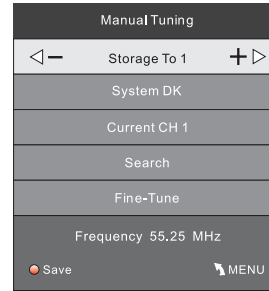 Manual Tuning
Storage To 1
System DK
Current CH 1
Search
Fine-Tune
Frequency 55.25 MHz
Save MENU